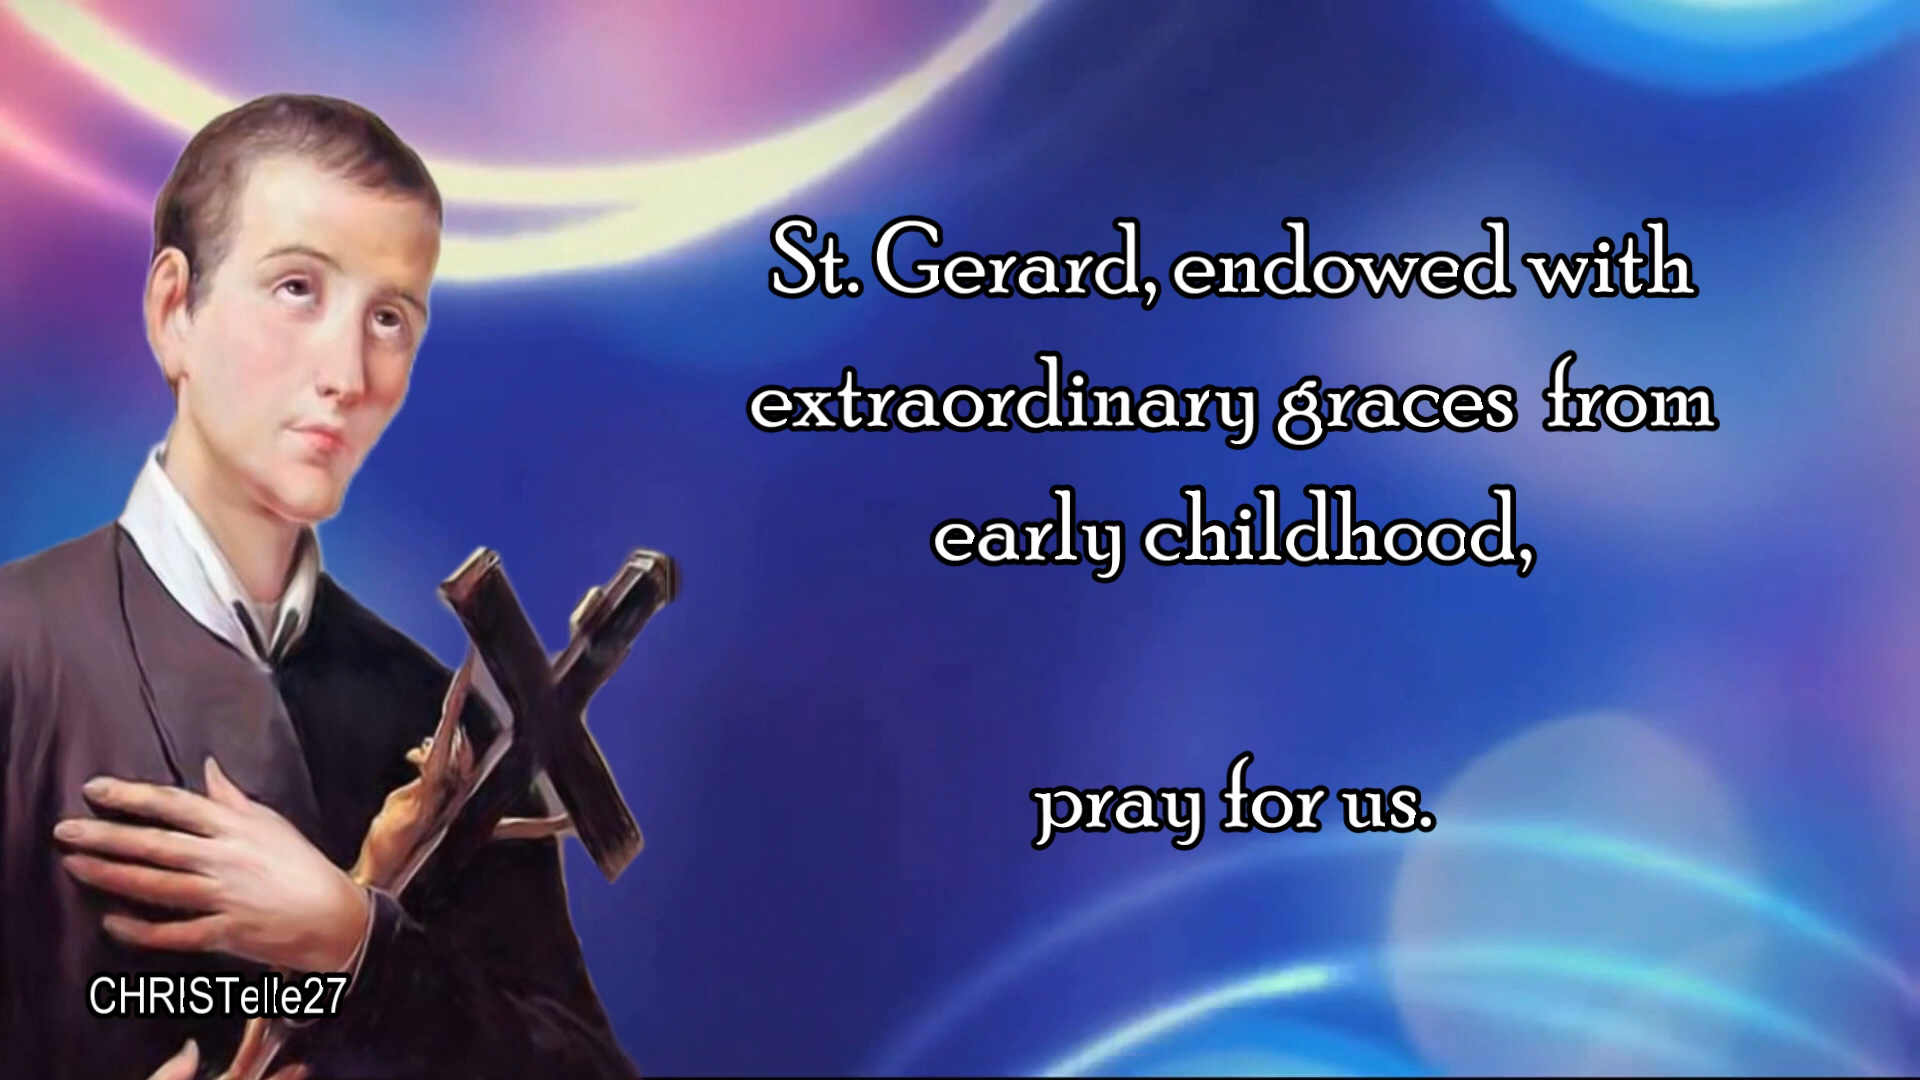 St. Gerard, endowed with
extraordinary graces from
early childhood,
pray for us.
CHRISTelle27